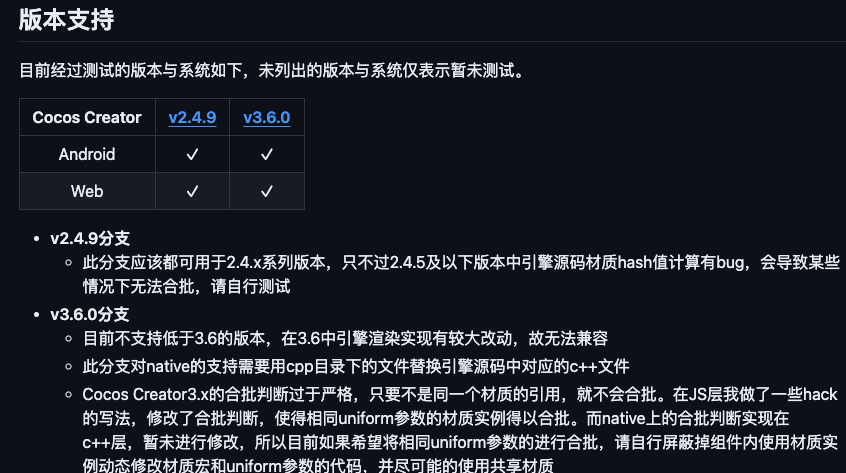 版本支持
目前经过测试的版本与系统如下，未列出的版本与系统仅表示暂未测试。
Cocos Creator v2.4.9 v3.6.0
Android ✓ ✓
Web ✓ ✓
• v2.4.9分支
◦ 此分支应该都可用于2.4.x系列版本，只不过2.4.5及以下版本中引擎源码材质hash值计算有bug，会导致某些
情况下无法合批，请自行测试
• v3.6.0分支
◦ 目前不支持低于3.6的版本，在3.6中引擎渲染实现有较大改动，故无法兼容
◦ 此分支对native的支持需要用cpp目录下的文件替换引擎源码中对应的c++文件
◦ Cocos Creator3.x的合批判断过于严格，只要不是同一个材质的引用，就不会合批。在JS层我做了一些hack
的写法，修改了合批判断，使得相同uniform参数的材质实例得以合批。而native上的合批判断实现在
c++层，暂未进行修改，所以目前如果希望将相同uniform参数的进行合批，请自行屏蔽掉组件内使用材质实
例动态修改材质宏和uniform参数的代码，并尽可能的使用共享材质